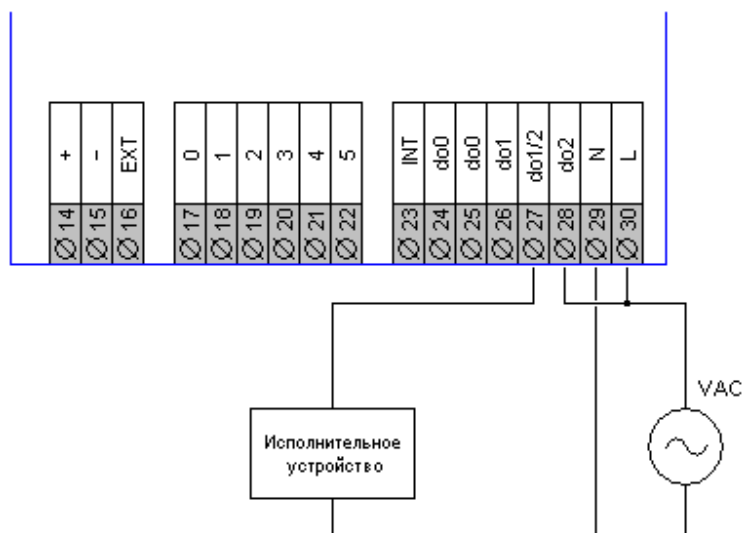 + – EXT 0 1 2 3 4 5 INT do0 do0 do1 do1/2 do2 N L
Ø 14 Ø 15 Ø 16 Ø 17 Ø 18 Ø 19 Ø 20 Ø 21 Ø 22 Ø 23 Ø 24 Ø 25 Ø 26 Ø 27 Ø 28 Ø 29 Ø 30
VAC
Исполнительное
устройство